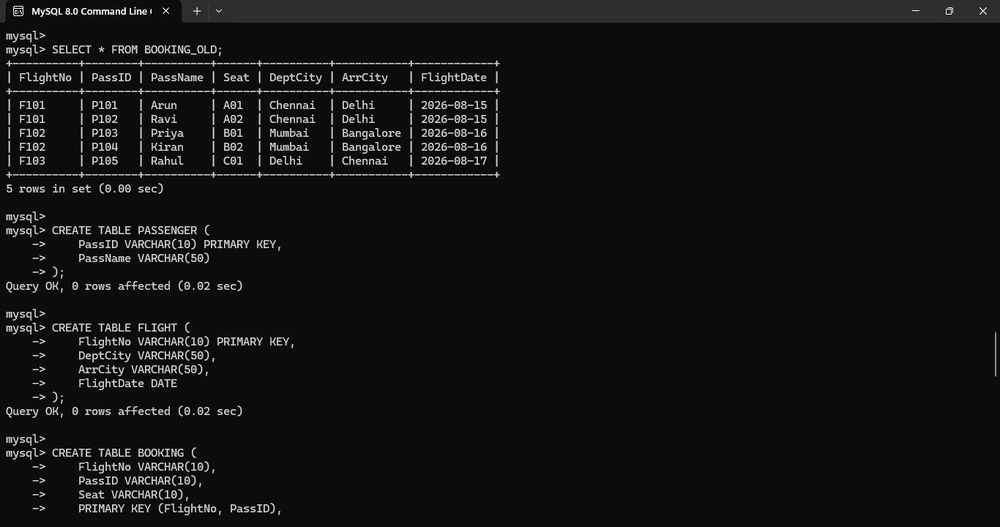 MySQL 8.0 Command Line
mysql>
mysql> SELECT * FROM BOOKING_OLD;
+----------+--------+----------+------+----------+-----------+------------+
| FlightNo | PassID | PassName | Seat | DeptCity | ArrCity   | FlightDate |
+----------+--------+----------+------+----------+-----------+------------+
| F101     | P101   | Arun     | A01  | Chennai  | Delhi     | 2026-08-15 |
| F101     | P102   | Ravi     | A02  | Chennai  | Delhi     | 2026-08-15 |
| F102     | P103   | Priya    | B01  | Mumbai   | Bangalore | 2026-08-16 |
| F102     | P104   | Kiran    | B02  | Mumbai   | Bangalore | 2026-08-16 |
| F103     | P105   | Rahul    | C01  | Delhi    | Chennai   | 2026-08-17 |
+----------+--------+----------+------+----------+-----------+------------+
5 rows in set (0.00 sec)
mysql>
mysql> CREATE TABLE PASSENGER (
    ->     PassID VARCHAR(10) PRIMARY KEY,
    ->     PassName VARCHAR(50)
    -> );
Query OK, 0 rows affected (0.02 sec)
mysql>
mysql> CREATE TABLE FLIGHT (
    ->     FlightNo VARCHAR(10) PRIMARY KEY,
    ->     DeptCity VARCHAR(50),
    ->     ArrCity VARCHAR(50),
    ->     FlightDate DATE
    -> );
Query OK, 0 rows affected (0.02 sec)
mysql>
mysql> CREATE TABLE BOOKING (
    ->     FlightNo VARCHAR(10),
    ->     PassID VARCHAR(10),
    ->     Seat VARCHAR(10),
    ->     PRIMARY KEY (FlightNo, PassID),